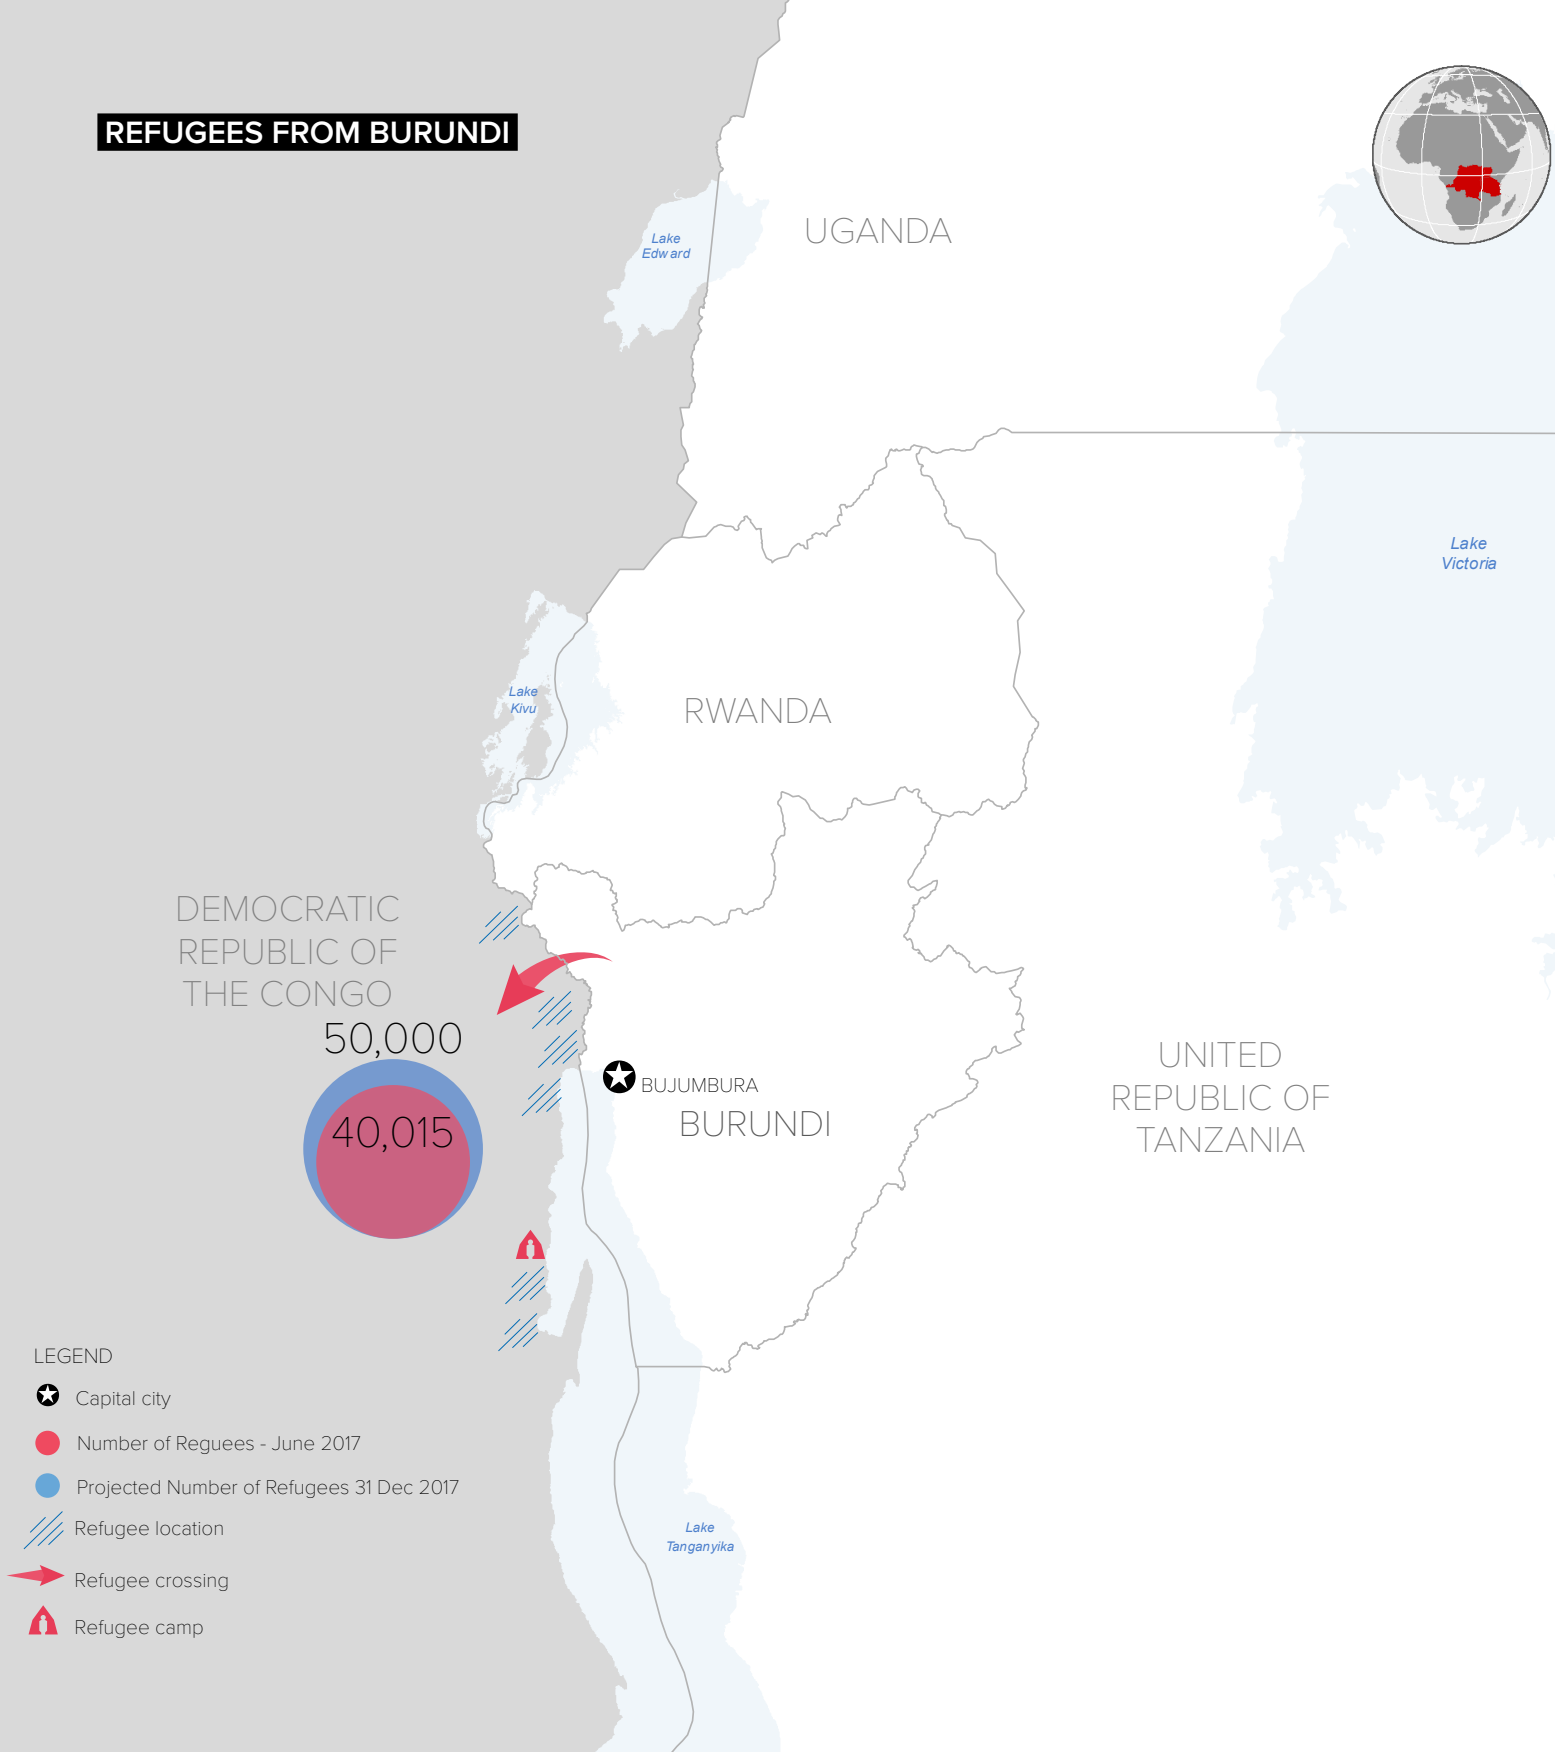 REFUGEES FROM BURUNDI
UGANDA
Lake
Edward
Lake
Victoria
Lake
Kivu
RWANDA
DEMOCRATIC
REPUBLIC OF
THE CONGO
50,000
40,015
BUJUMBURA
BURUNDI
UNITED
REPUBLIC OF
TANZANIA
Lake
Tanganyika
LEGEND
Capital city
Number of Reguees - June 2017
Projected Number of Refugees 31 Dec 2017
Refugee location
Refugee crossing
Refugee camp